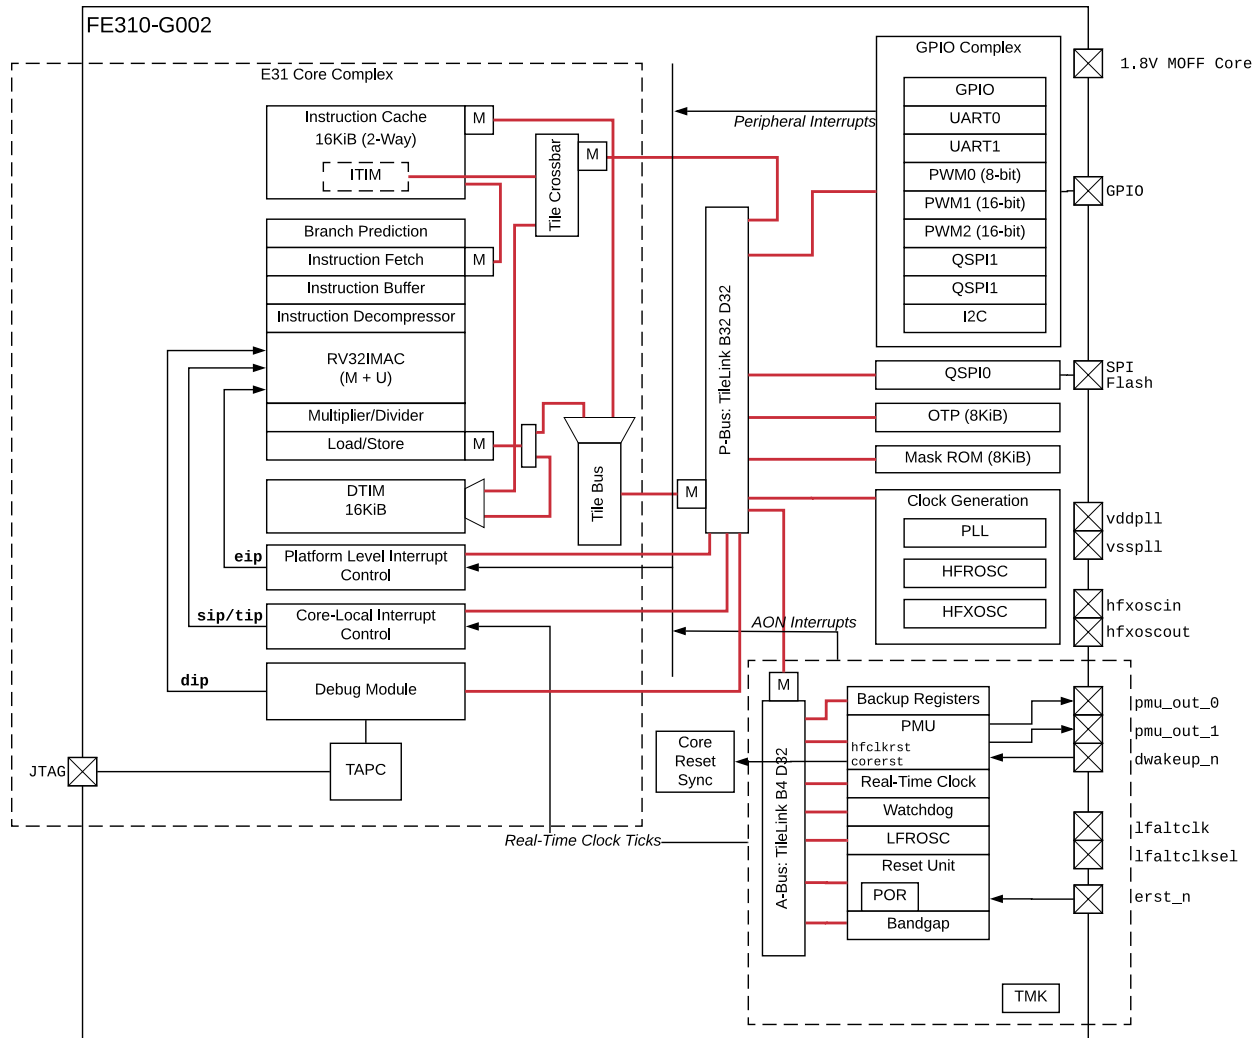 FE310-G002
E31 Core Complex
Instruction Cache
16KiB (2-Way)
M
ITIM
Tile Crossbar
M
Branch Prediction
Instruction Fetch
M
Instruction Buffer
Instruction Decompressor
RV32IMAC
(M + U)
Multiplier/Divider
Load/Store
M
DTIM
16KiB
Tile Bus
eip
Platform Level Interrupt
Control
sip/tip
Core-Local Interrupt
Control
dip
Debug Module
TAPC
JTAG
Real-Time Clock Ticks
Peripheral Interrupts
P-Bus: TileLink B32 D32
M
GPIO Complex
GPIO
UART0
UART1
PWM0 (8-bit)
PWM1 (16-bit)
PWM2 (16-bit)
QSPI1
QSPI1
I2C
QSPI0
OTP (8KiB)
Mask ROM (8KiB)
Clock Generation
PLL
HFROSC
HFXOSC
AON Interrupts
M
A-Bus: TileLink B4 D32
Core
Reset
Sync
Backup Registers
PMU
hfclkrst
corerst
Real-Time Clock
Watchdog
LFROSC
Reset Unit
POR
Bandgap
TMK
1.8V MOFF Core
GPIO
SPI
Flash
vddpll
vsspll
hfxoscin
hfxoscout
pmu_out_0
pmu_out_1
dwakeup_n
lfaltclk
lfaltclksel
erst_n